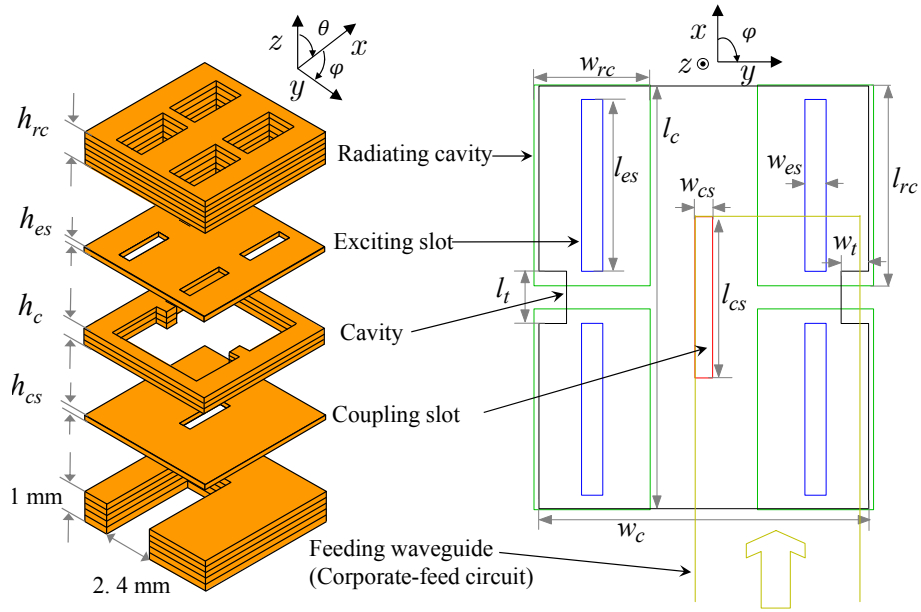 z
θ
x
y
φ
h_rc
h_es
h_c
h_cs
1 mm
2. 4 mm
x
φ
z
y
w_rc
Radiating cavity
l_c
l_es
w_es
l_rc
w_cs
Exciting slot
w_t
l_t
l_cs
Cavity
Coupling slot
w_c
Feeding waveguide
(Corporate-feed circuit)